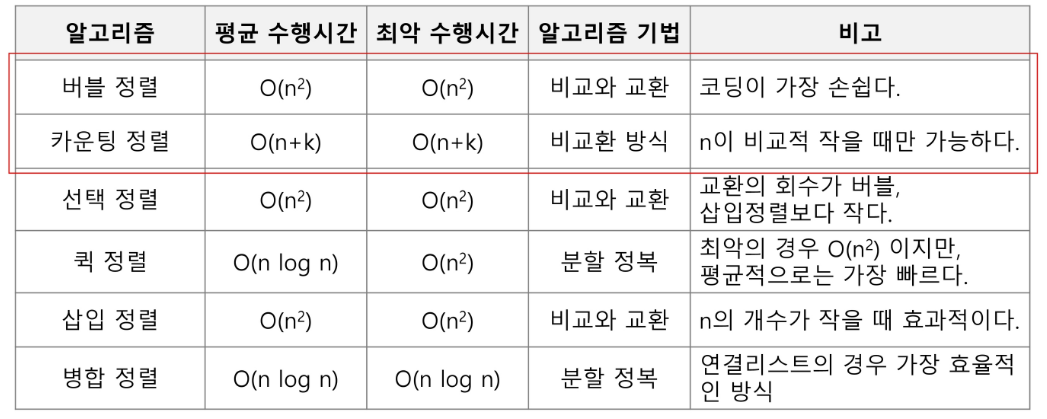 알고리즘 평균 수행시간 최악 수행시간 알고리즘 기법 비고
버블 정렬 O(n²) O(n²) 비교와 교환 코딩이 가장 손쉽다.
카운팅 정렬 O(n+k) O(n+k) 비교환 방식 n이 비교적 작을 때만 가능하다.
선택 정렬 O(n²) O(n²) 비교와 교환 교환의 회수가 버블,
삽입정렬보다 작다.
퀵 정렬 O(n log n) O(n²) 분할 정복 최악의 경우 O(n²) 이지만,
평균적으로는 가장 빠르다.
삽입 정렬 O(n²) O(n²) 비교와 교환 n의 개수가 작을 때 효과적이다.
병합 정렬 O(n log n) O(n log n) 분할 정복 연결리스트의 경우 가장 효율적
인 방식